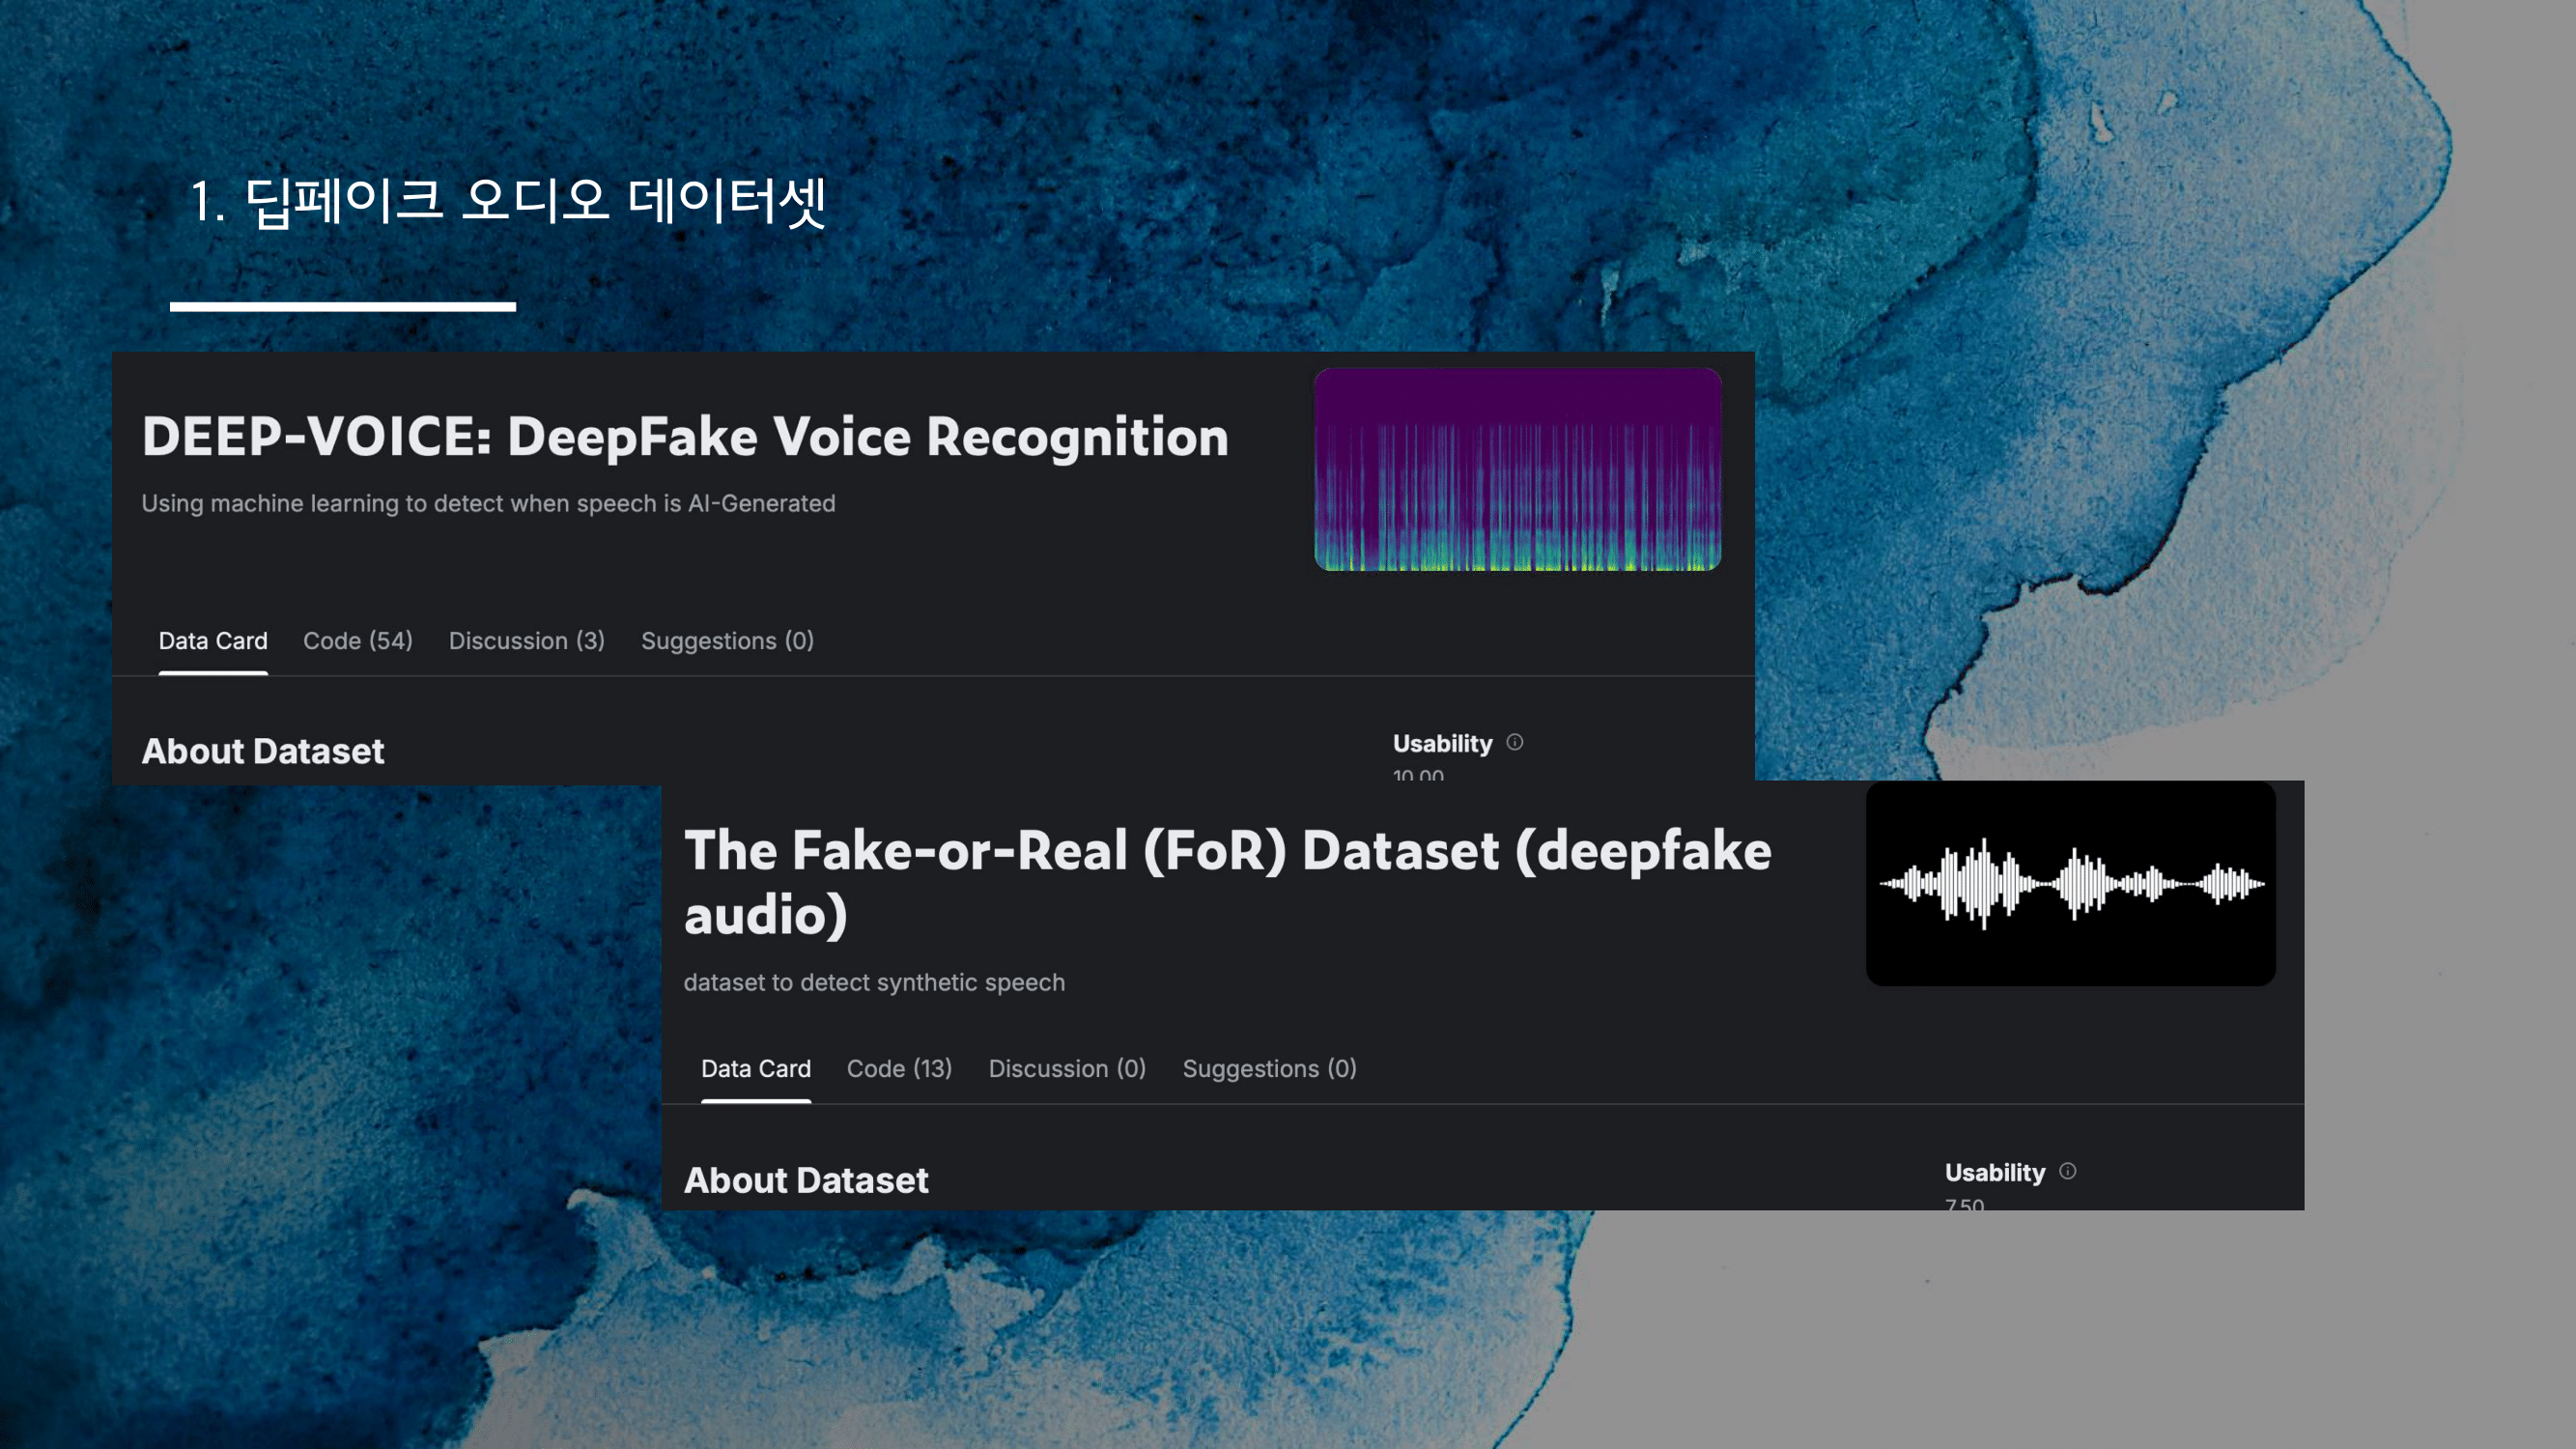 1. 딥페이크 오디오 데이터셋
DEEP-VOICE: DeepFake Voice Recognition
Using machine learning to detect when speech is AI-Generated
Data Card Code (54) Discussion (3) Suggestions (0)
About Dataset
Usability
10.00
The Fake-or-Real (FoR) Dataset (deepfake
audio)
dataset to detect synthetic speech
Data Card Code (13) Discussion (0) Suggestions (0)
About Dataset
Usability
7.50